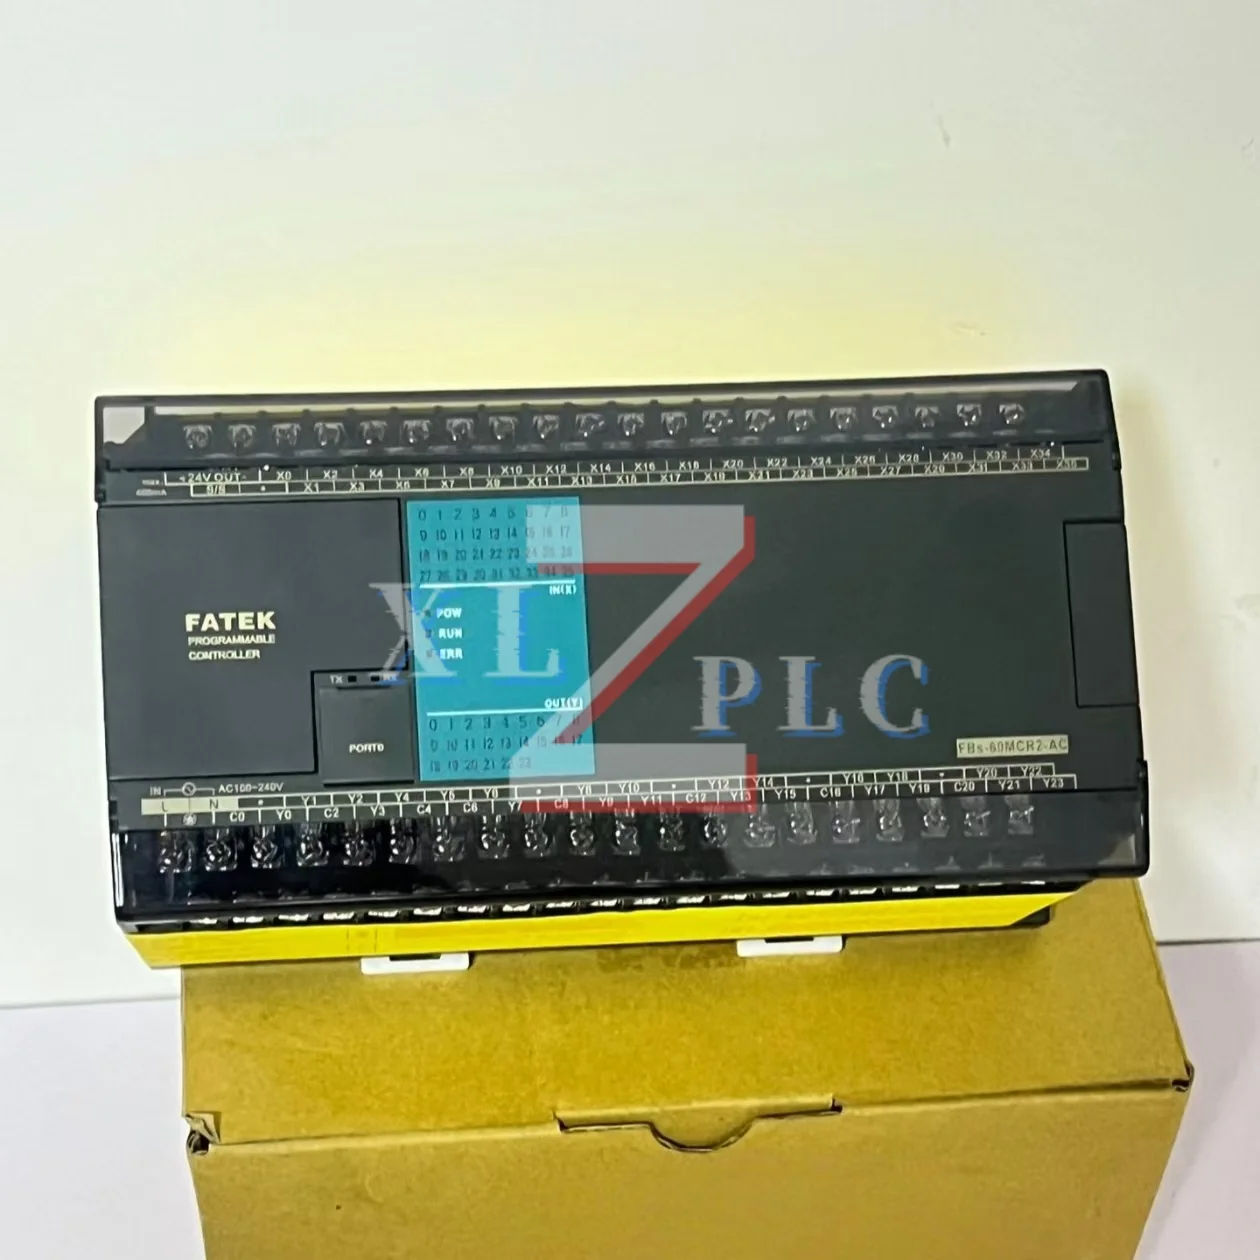 24V OUT X0 X2 X4 X6 X8 X10 X12 X14 X16 X18 X20 X22 X24 X26 X28 X30 X32 X34
S/S X1 X3 X5 X7 X9 X11 X13 X15 X17 X19 X21 X23 X25 X27 X29 X31 X33 X35
0 1 2 3 4 5 6 7 8
9 10 11 12 13 14 15 16 17
18 19 20 21 22 23 24 25 26
27 28 29 30 31 32 33 34 35
IN(X)
POW
RUN
ERR
FATEK
PROGRAMMABLE
CONTROLLER
XLZ PLC
TX RX
PORT0
OUT(Y)
0 1 2 3 4 5 6 7 8
9 10 11 12 13 14 15 16 17
18 19 20 21 22 23
FBs-60MCR2-AC
IN AC100~240V
Y1 Y2 Y4 Y5 Y6 Y8 Y10 Y12 Y14 Y16 Y18 Y20 Y22
L N C0 Y0 C2 Y3 C4 C6 Y7 C8 Y9 Y11 C12 Y13 Y15 C16 Y17 Y19 C20 Y21 Y23